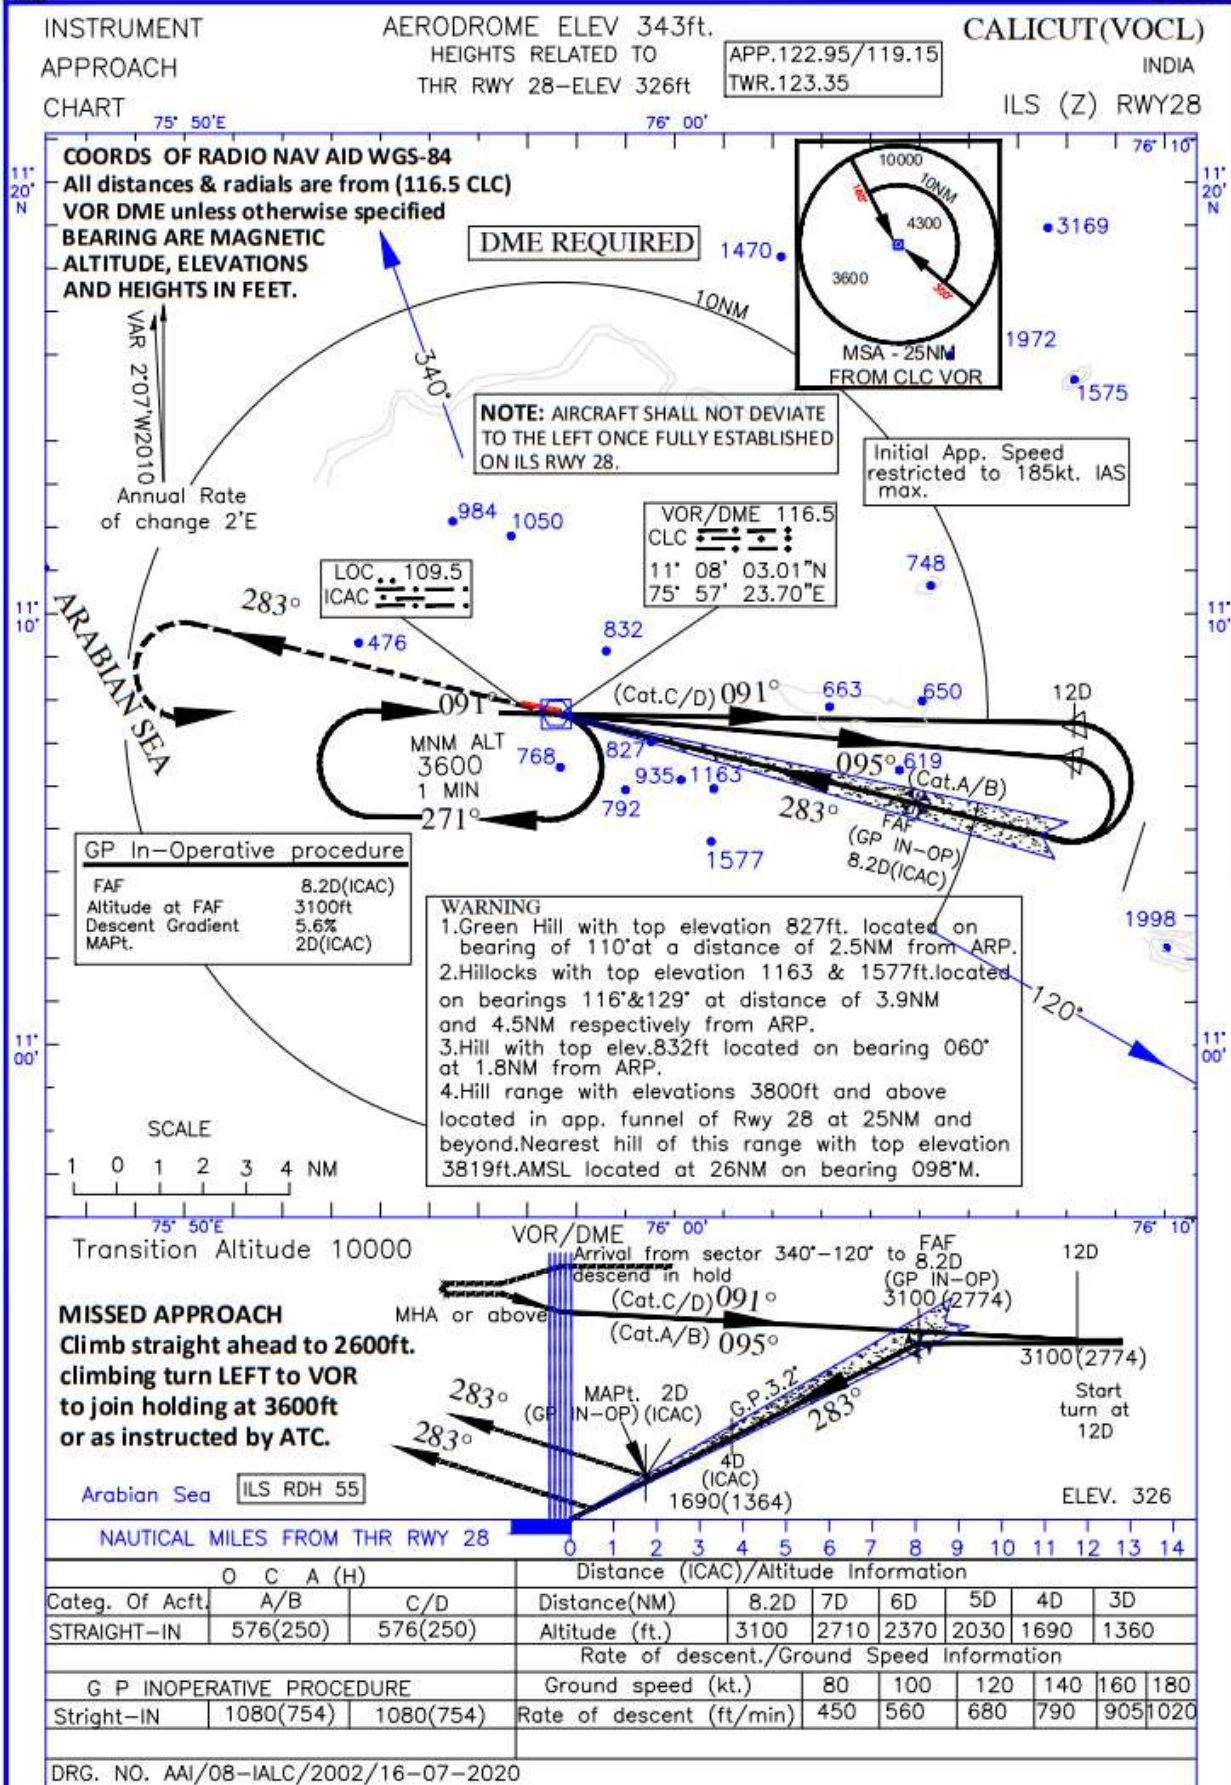 INSTRUMENT
APPROACH
CHART
AERODROME ELEV 343ft.
HEIGHTS RELATED TO
THR RWY 28-ELEV 326ft
APP.122.95/119.15
TWR.123.35
CALICUT(VOCL)
INDIA
ILS (Z) RWY28
75° 50'E
76° 00'
76° 10'
11°
20'
N
11°
20'
N
COORDS OF RADIO NAV AID WGS-84
All distances & radials are from (116.5 CLC)
VOR DME unless otherwise specified
BEARING ARE MAGNETIC
ALTITUDE, ELEVATIONS
AND HEIGHTS IN FEET.
DME REQUIRED
1470
10000
10NM
180°
4300
3600
300°
MSA - 25NM
FROM CLC VOR
3169
1972
1575
10NM
VAR 2°07'W2010
Annual Rate
of change 2'E
340°
NOTE: AIRCRAFT SHALL NOT DEVIATE
TO THE LEFT ONCE FULLY ESTABLISHED
ON ILS RWY 28.
Initial App. Speed
restricted to 185kt. IAS
max.
984
1050
VOR/DME 116.5
CLC
11° 08' 03.01"N
75° 57' 23.70"E
748
LOC 109.5
ICAC
283°
11°
10'
11°
10'
ARABIAN SEA
476
832
(Cat.C/D) 091°
663
650
12D
091°
MNM ALT
3600
1 MIN
271°
768
827
935
1163
792
1577
095°
(Cat.A/B)
619
283°
FAF
(GP IN-OP)
8.2D(ICAC)
GP In-Operative procedure
FAF 8.2D(ICAC)
Altitude at FAF 3100ft
Descent Gradient 5.6%
MAPt. 2D(ICAC)
1998
120°
WARNING
1.Green Hill with top elevation 827ft. located on
bearing of 110°at a distance of 2.5NM from ARP.
2.Hillocks with top elevation 1163 & 1577ft.located
on bearings 116°&129° at distance of 3.9NM
and 4.5NM respectively from ARP.
3.Hill with top elev.832ft located on bearing 060°
at 1.8NM from ARP.
4.Hill range with elevations 3800ft and above
located in app. funnel of Rwy 28 at 25NM and
beyond.Nearest hill of this range with top elevation
3819ft.AMSL located at 26NM on bearing 098°M.
11°
00'
11°
00'
SCALE
1 0 1 2 3 4 NM
75° 50'E
76° 00'
76° 10'
Transition Altitude 10000
VOR/DME
Arrival from sector 340°-120° to
descend in hold
MHA or above
(Cat.C/D) 091°
(Cat.A/B) 095°
FAF
8.2D
(GP IN-OP)
3100(2774)
12D
3100(2774)
Start
turn at
12D
MISSED APPROACH
Climb straight ahead to 2600ft.
climbing turn LEFT to VOR
to join holding at 3600ft
or as instructed by ATC.
283°
283°
MAPt. 2D
(GP IN-OP)(ICAC)
G.P.3.2°
283°
4D
(ICAC)
1690(1364)
Arabian Sea
ILS RDH 55
ELEV. 326
NAUTICAL MILES FROM THR RWY 28
0 1 2 3 4 5 6 7 8 9 10 11 12 13 14
O C A (H)
Categ. Of Acft. A/B C/D
STRAIGHT-IN 576(250) 576(250)
G P INOPERATIVE PROCEDURE
Stright-IN 1080(754) 1080(754)
Distance (ICAC)/Altitude Information
Distance(NM) 8.2D 7D 6D 5D 4D 3D
Altitude (ft.) 3100 2710 2370 2030 1690 1360
Rate of descent./Ground Speed Information
Ground speed (kt.) 80 100 120 140 160 180
Rate of descent (ft/min) 450 560 680 790 905 1020
DRG. NO. AAI/08-IALC/2002/16-07-2020